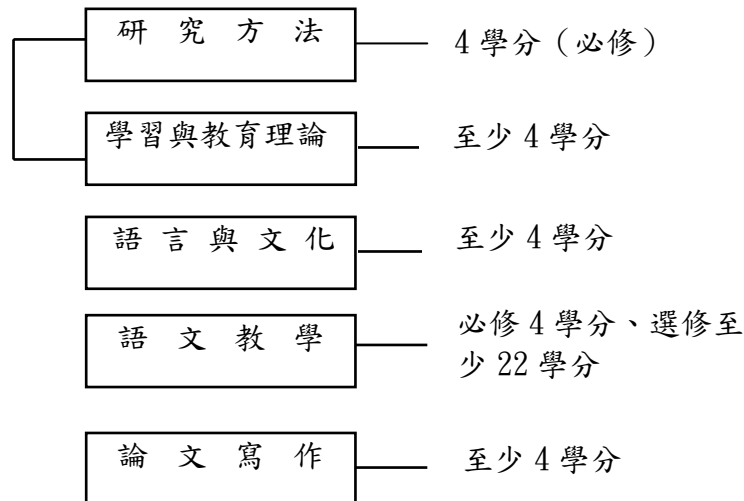 研究方法
4學分（必修）
學習與教育理論
至少4學分
語言與文化
至少4學分
語文教學
必修4學分、選修至
少22學分
論文寫作
至少4學分